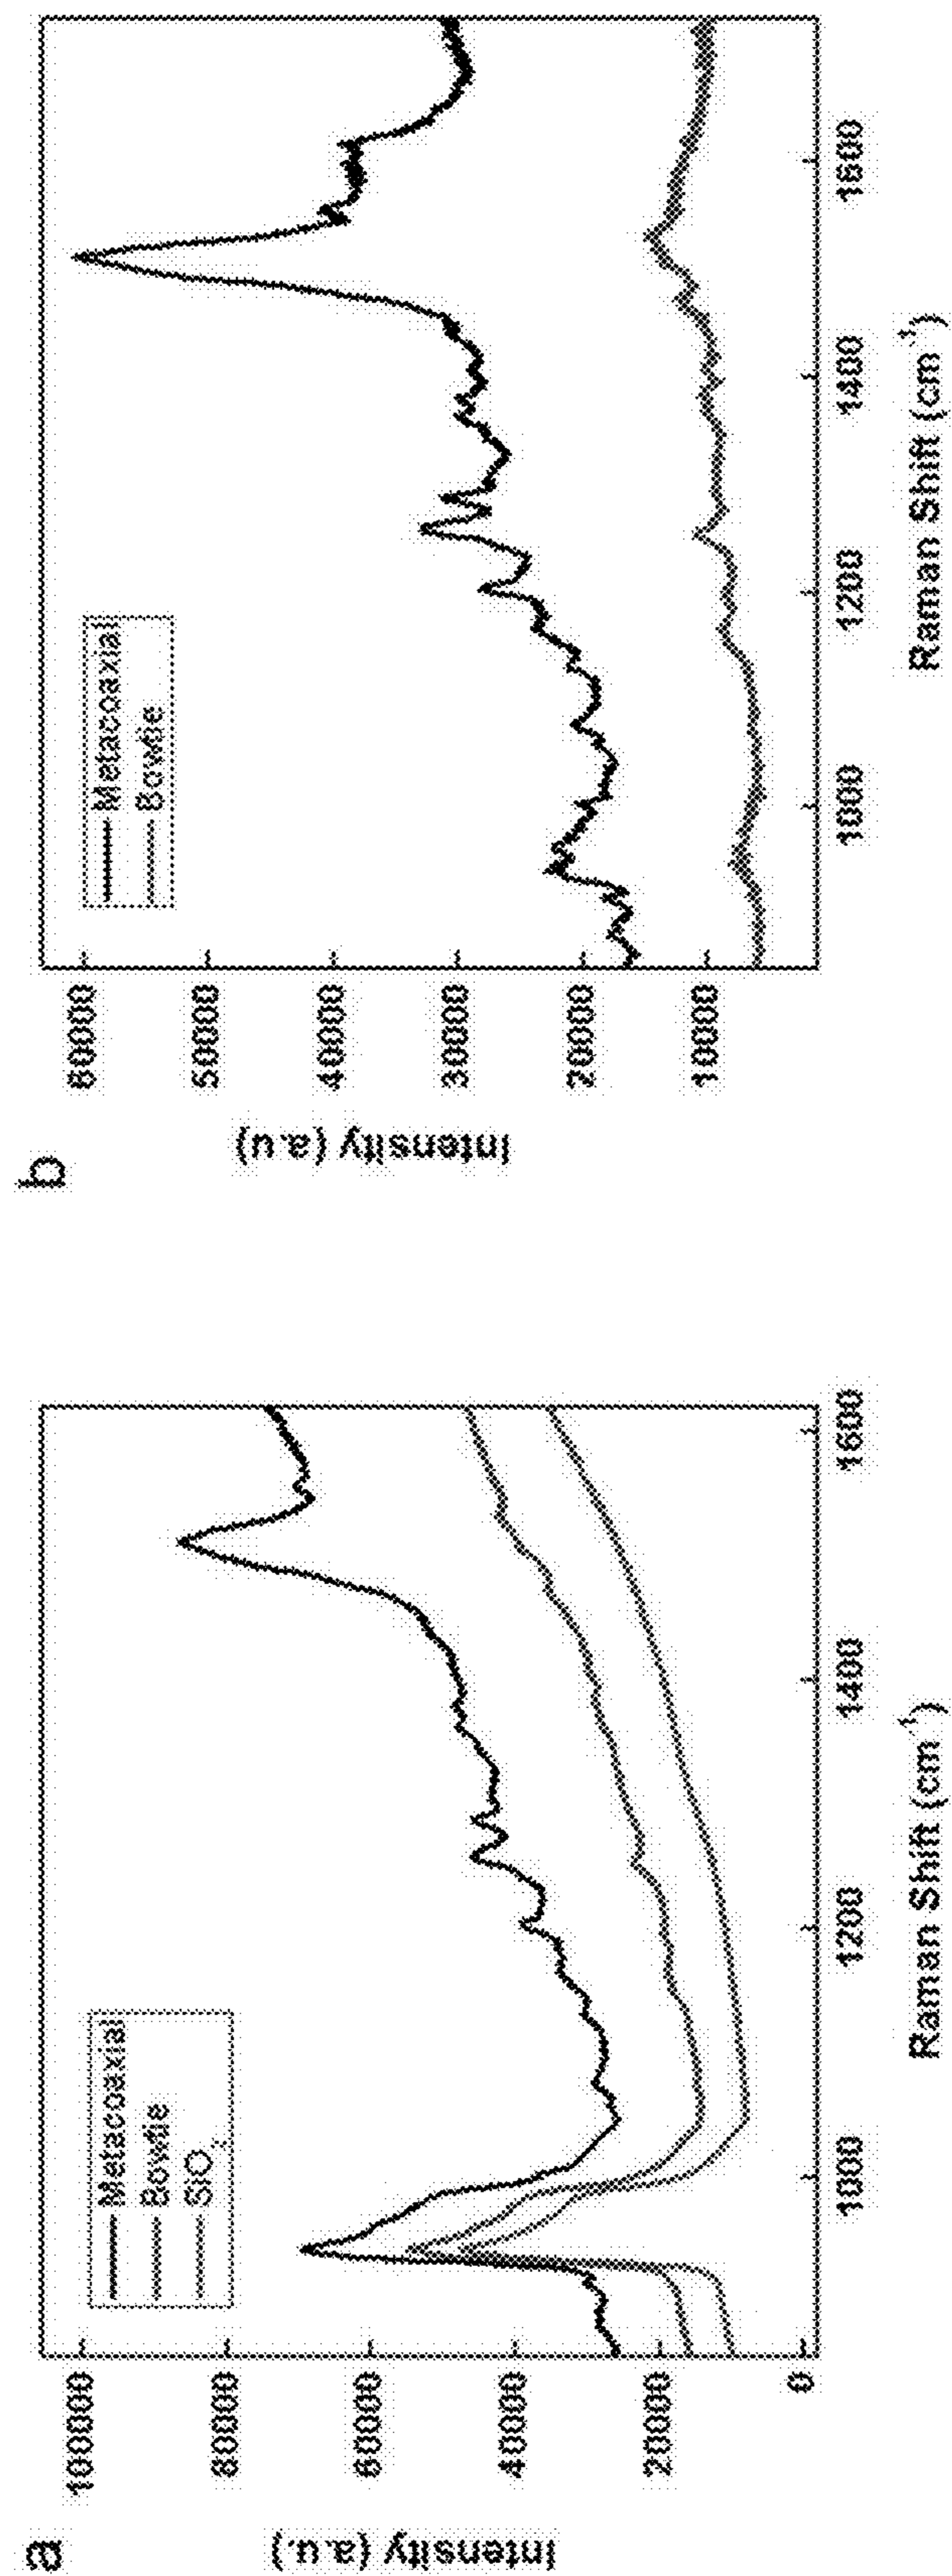 a
Intensity (a.u.)
100000
80000
60000
40000
20000
0
Metacoaxial
Bowtie
SiO2
1000
1200
1400
1600
Raman Shift (cm-1)
b
Intensity (a.u)
60000
50000
40000
30000
20000
10000
Metacoaxial
Bowtie
1000
1200
1400
1600
Raman Shift (cm-1)